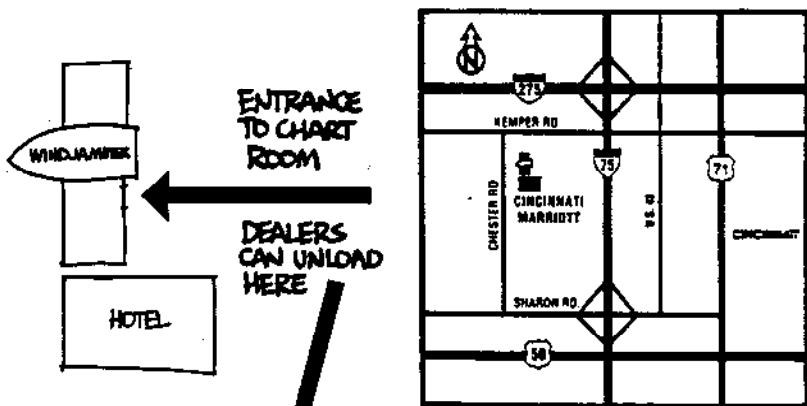 WINDJAMMER
ENTRANCE
TO CHART
ROOM
DEALERS
CAN UNLOAD
HERE
HOTEL
N
275
KEMPER RD
CHESTER RD
CINCINNATI
MARRIOTT
75
71
CINCINNATI
SHARON RD.
50